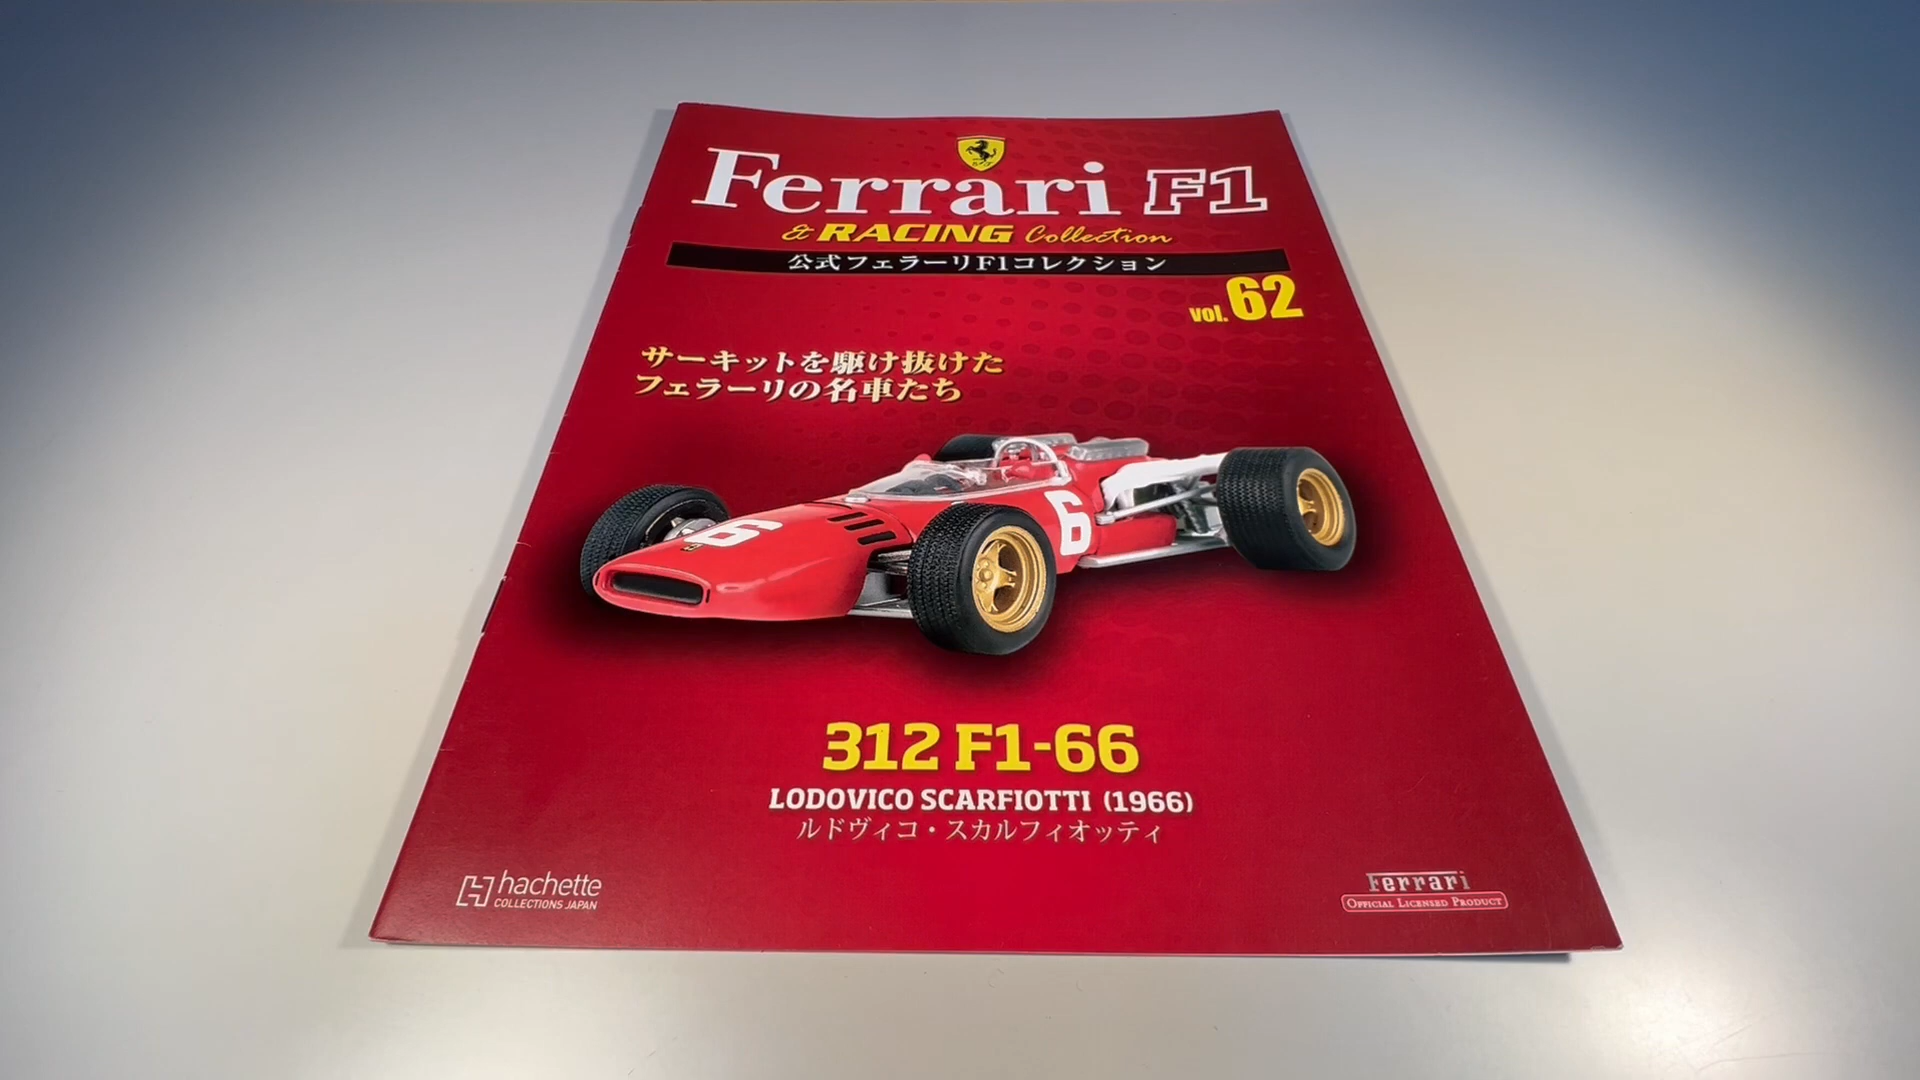 Ferrari F1
& RACING Collection
公式フェラーリF1コレクション
vol.62
サーキットを駆け抜けた
フェラーリの名車たち
6
6
312 F1-66
LODOVICO SCARFIOTTI (1966)
ルドヴィコ・スカルフィオッティ
hachette
COLLECTIONS JAPAN
Ferrari
OFFICIAL LICENSED PRODUCT